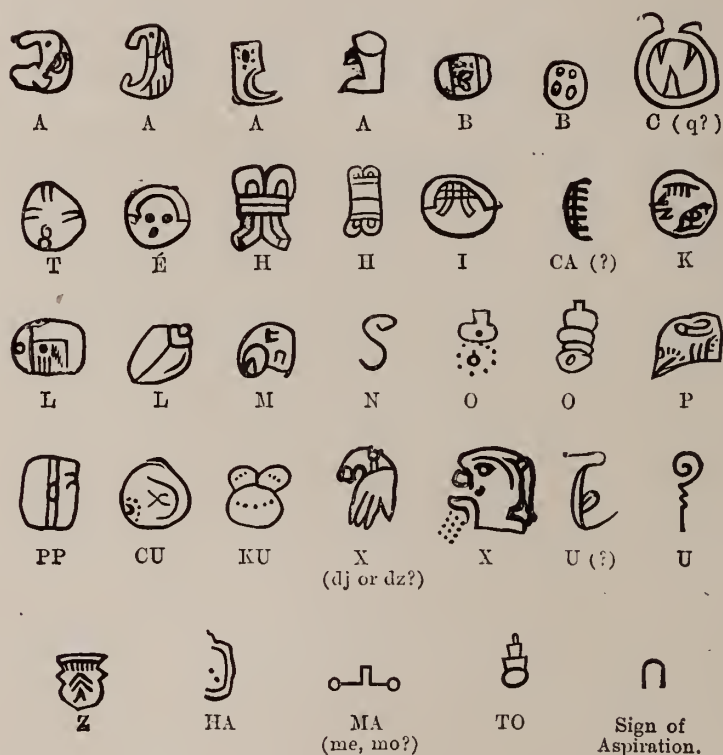 A A A A B B C (q?)
T É H H I CA (?) K
L L M N O O P
PP CU KU X X U (?) U
(dj or dz?)
Z HA MA TO Sign of
(me, mo?) Aspiration.